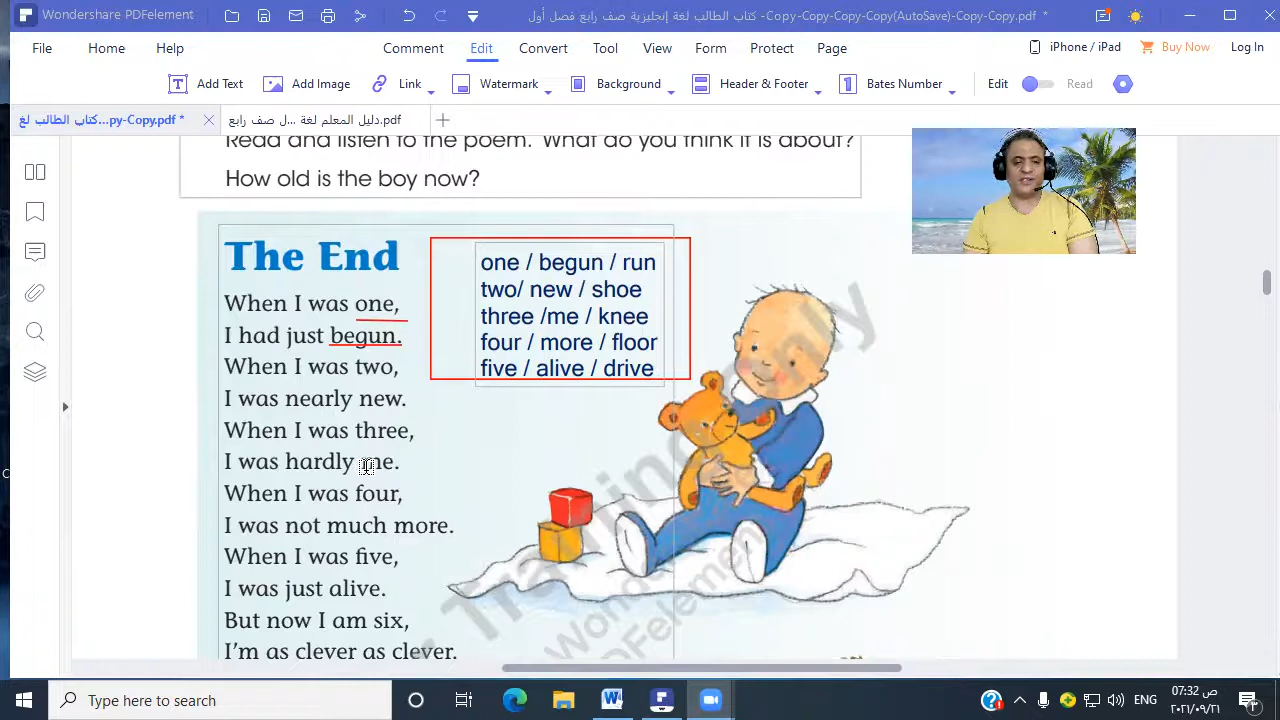 Wondershare PDFelement
كتاب الطالب لغة إنجليزية صف رابع فصل أول -Copy-Copy-Copy-Copy(AutoSave)-Copy-Copy.pdf *
File Home Help Comment Edit Convert Tool View Form Protect Page iPhone / iPad Buy Now Log In
Add Text Add Image Link Watermark Background Header & Footer Bates Number Edit Read
كتاب الطالب لغ...py-Copy.pdf *
دليل المعلم لغة ...ل صف رابع.pdf
Read and listen to the poem. What do you think it is about?
How old is the boy now?
The End
When I was one,
I had just begun.
When I was two,
I was nearly new.
When I was three,
I was hardly me.
When I was four,
I was not much more.
When I was five,
I was just alive.
But now I am six,
I'm as clever as clever.
one / begun / run
two/ new / shoe
three /me / knee
four / more / floor
five / alive / drive
Type here to search
ENG
07:32 ص
٢٠٢١/٠٩/٢١